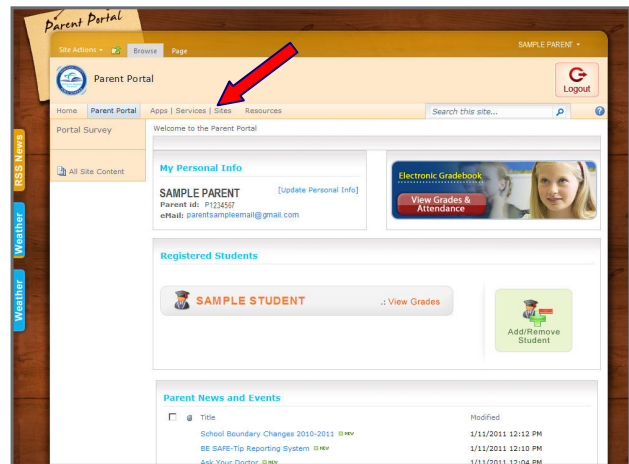 Parent Portal
Site Actions
Browse
Page
SAMPLE PARENT
Parent Portal
Logout
Home
Parent Portal
Apps | Services | Sites
Resources
Search this site...
Portal Survey
Welcome to the Parent Portal
All Site Content
RSS News
Weather
Weather
My Personal Info
SAMPLE PARENT
[Update Personal Info]
Parent id: P1234567
eMail: parentsampleemail@gmail.com
Electronic Gradebook
View Grades &
Attendance
Registered Students
SAMPLE STUDENT
.: View Grades
Add/Remove
Student
Parent News and Events
Title
Modified
School Boundary Changes 2010-2011 NEW
1/11/2011 12:12 PM
BE SAFE-Tip Reporting System NEW
1/11/2011 12:10 PM
Ask Your Doctor NEW
1/11/2011 12:04 PM